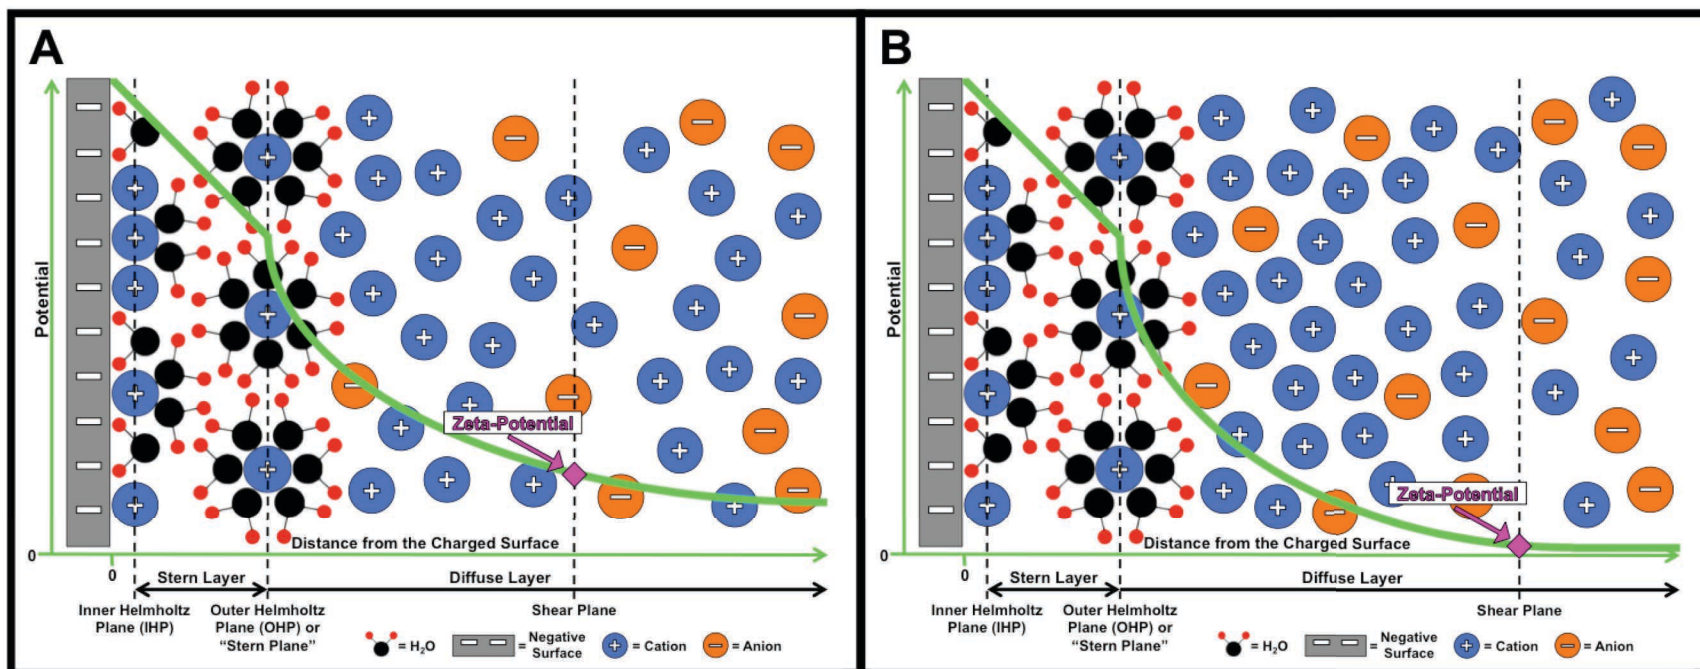 A
Potential
0
0
Zeta-Potential
Distance from the Charged Surface
Stern Layer
Diffuse Layer
Inner Helmholtz
Plane (IHP)
Outer Helmholtz
Plane (OHP) or
“Stern Plane”
Shear Plane
= H₂O
= Negative
Surface
= Cation
= Anion
B
Potential
0
0
Zeta-Potential
Distance from the Charged Surface
Stern Layer
Diffuse Layer
Inner Helmholtz
Plane (IHP)
Outer Helmholtz
Plane (OHP) or
“Stern Plane”
Shear Plane
= H₂O
= Negative
Surface
= Cation
= Anion